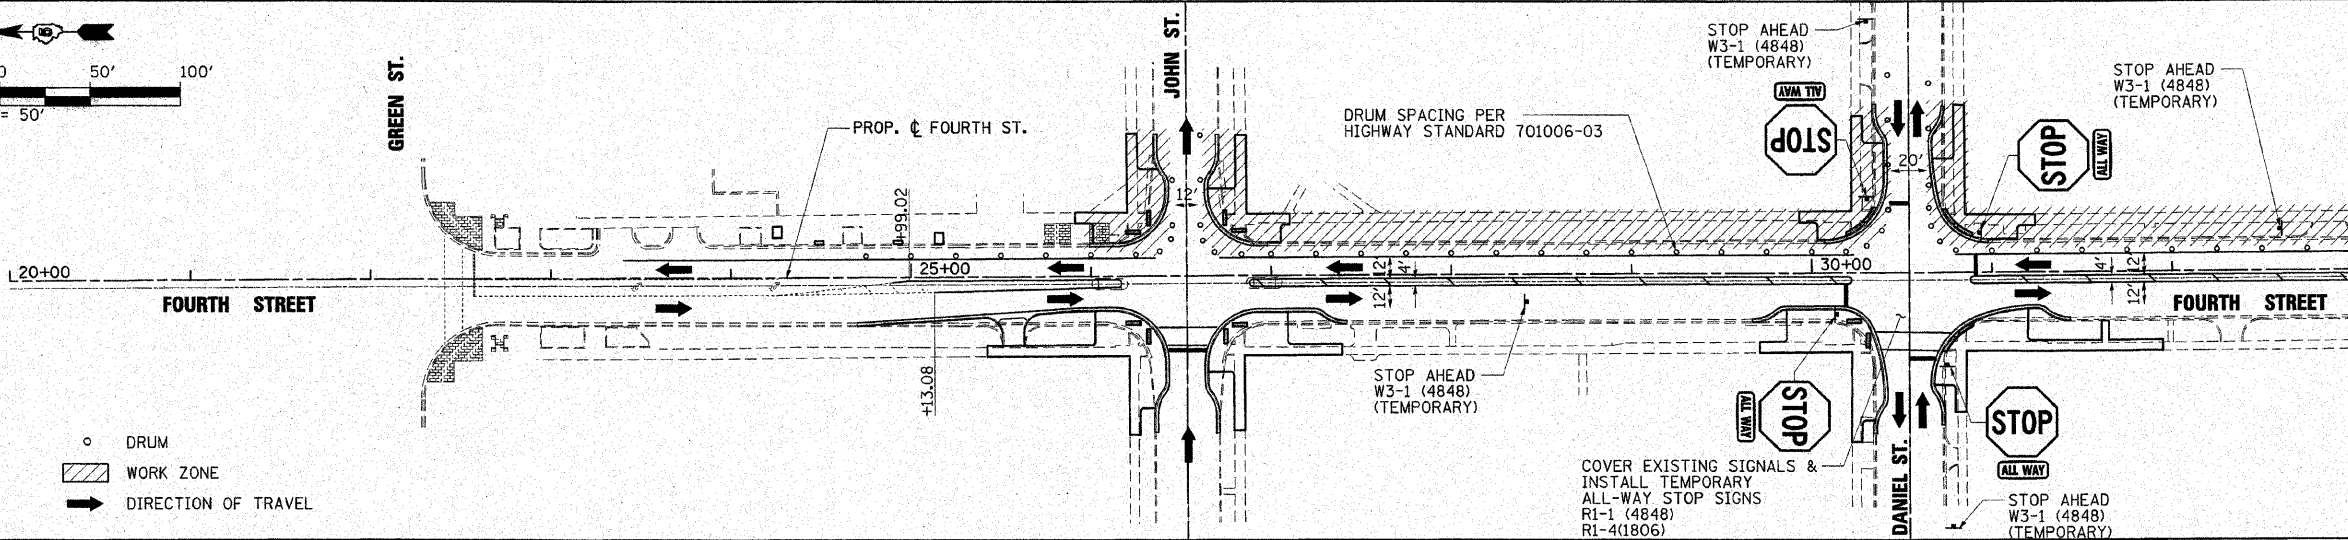 0 50' 100'
= 50'
GREEN ST.
JOHN ST.
PROP. ℄ FOURTH ST.
DRUM SPACING PER
HIGHWAY STANDARD 701006-03
STOP AHEAD
W3-1 (4848)
(TEMPORARY)
ALL WAY
STOP
STOP AHEAD
W3-1 (4848)
(TEMPORARY)
STOP
ALL WAY
20'
12'
+99.02
20+00
25+00
30+00
12'
4'
12'
4'
12'
12'
FOURTH STREET
FOURTH STREET
+13.08
STOP AHEAD
W3-1 (4848)
(TEMPORARY)
ALL WAY
STOP
STOP
ALL WAY
DRUM
WORK ZONE
DIRECTION OF TRAVEL
COVER EXISTING SIGNALS &
INSTALL TEMPORARY
ALL-WAY STOP SIGNS
R1-1 (4848)
R1-4(1806)
DANIEL ST.
STOP AHEAD
W3-1 (4848)
(TEMPORARY)